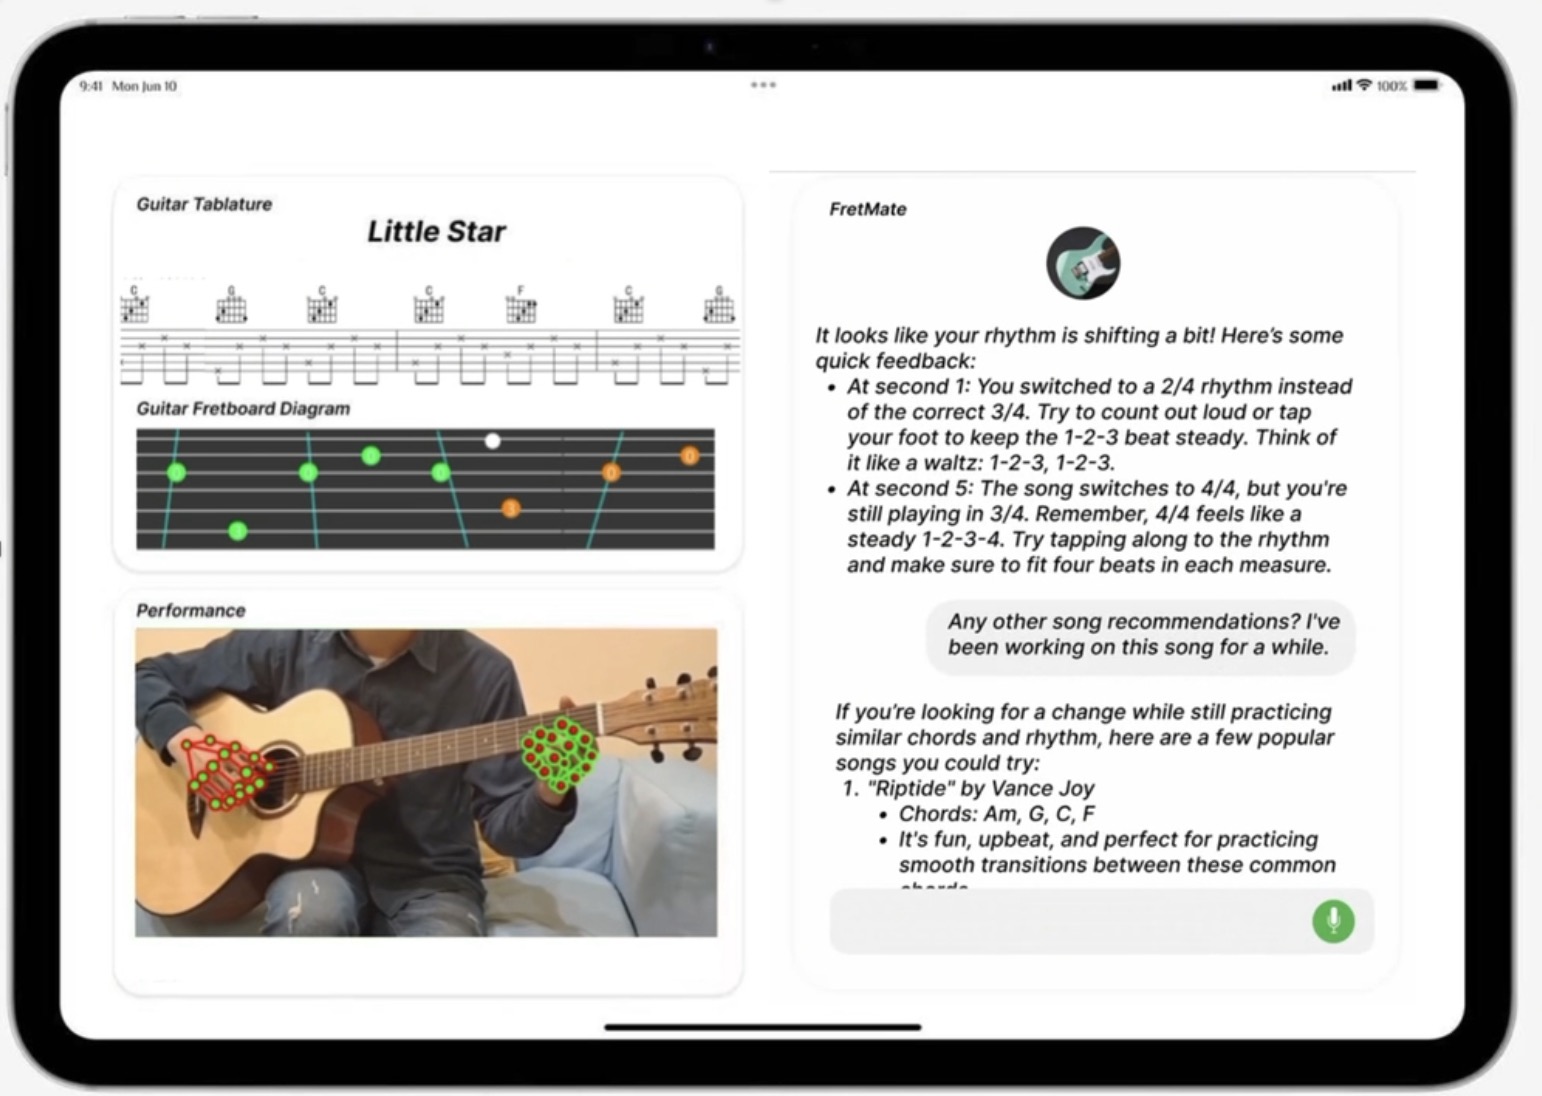 9:41 Mon Jun 10
100%
Guitar Tablature
Little Star
C G C C F C G
Guitar Fretboard Diagram
0
0
0
0
3
0
0
Performance
FretMate
It looks like your rhythm is shifting a bit! Here's some
quick feedback:
• At second 1: You switched to a 2/4 rhythm instead
of the correct 3/4. Try to count out loud or tap
your foot to keep the 1-2-3 beat steady. Think of
it like a waltz: 1-2-3, 1-2-3.
• At second 5: The song switches to 4/4, but you're
still playing in 3/4. Remember, 4/4 feels like a
steady 1-2-3-4. Try tapping along to the rhythm
and make sure to fit four beats in each measure.
Any other song recommendations? I've
been working on this song for a while.
If you're looking for a change while still practicing
similar chords and rhythm, here are a few popular
songs you could try:
1. "Riptide" by Vance Joy
• Chords: Am, G, C, F
• It's fun, upbeat, and perfect for practicing
smooth transitions between these common